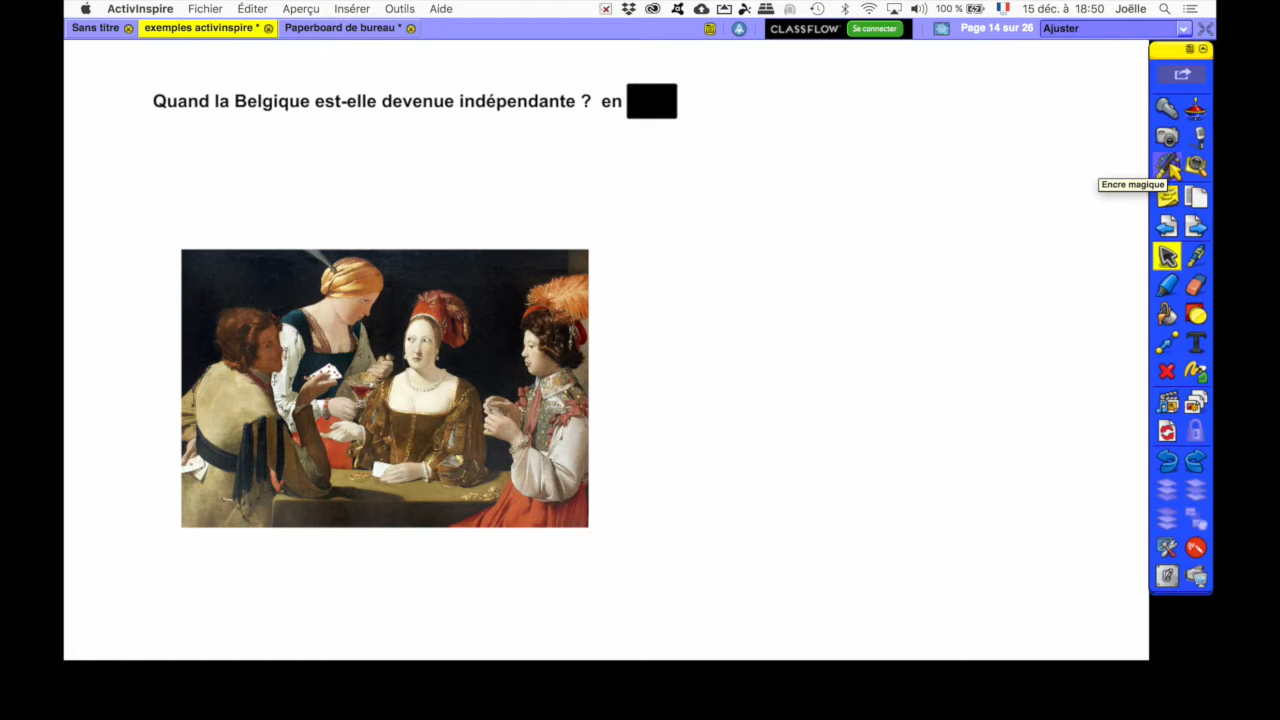 ActivInspire Fichier Éditer Aperçu Insérer Outils Aide 100 % 15 déc. à 18:50 Joëlle
Sans titre exemples activinspire * Paperboard de bureau * CLASSFLOW Se connecter Page 14 sur 26 Ajuster
Quand la Belgique est-elle devenue indépendante ? en
Encre magique